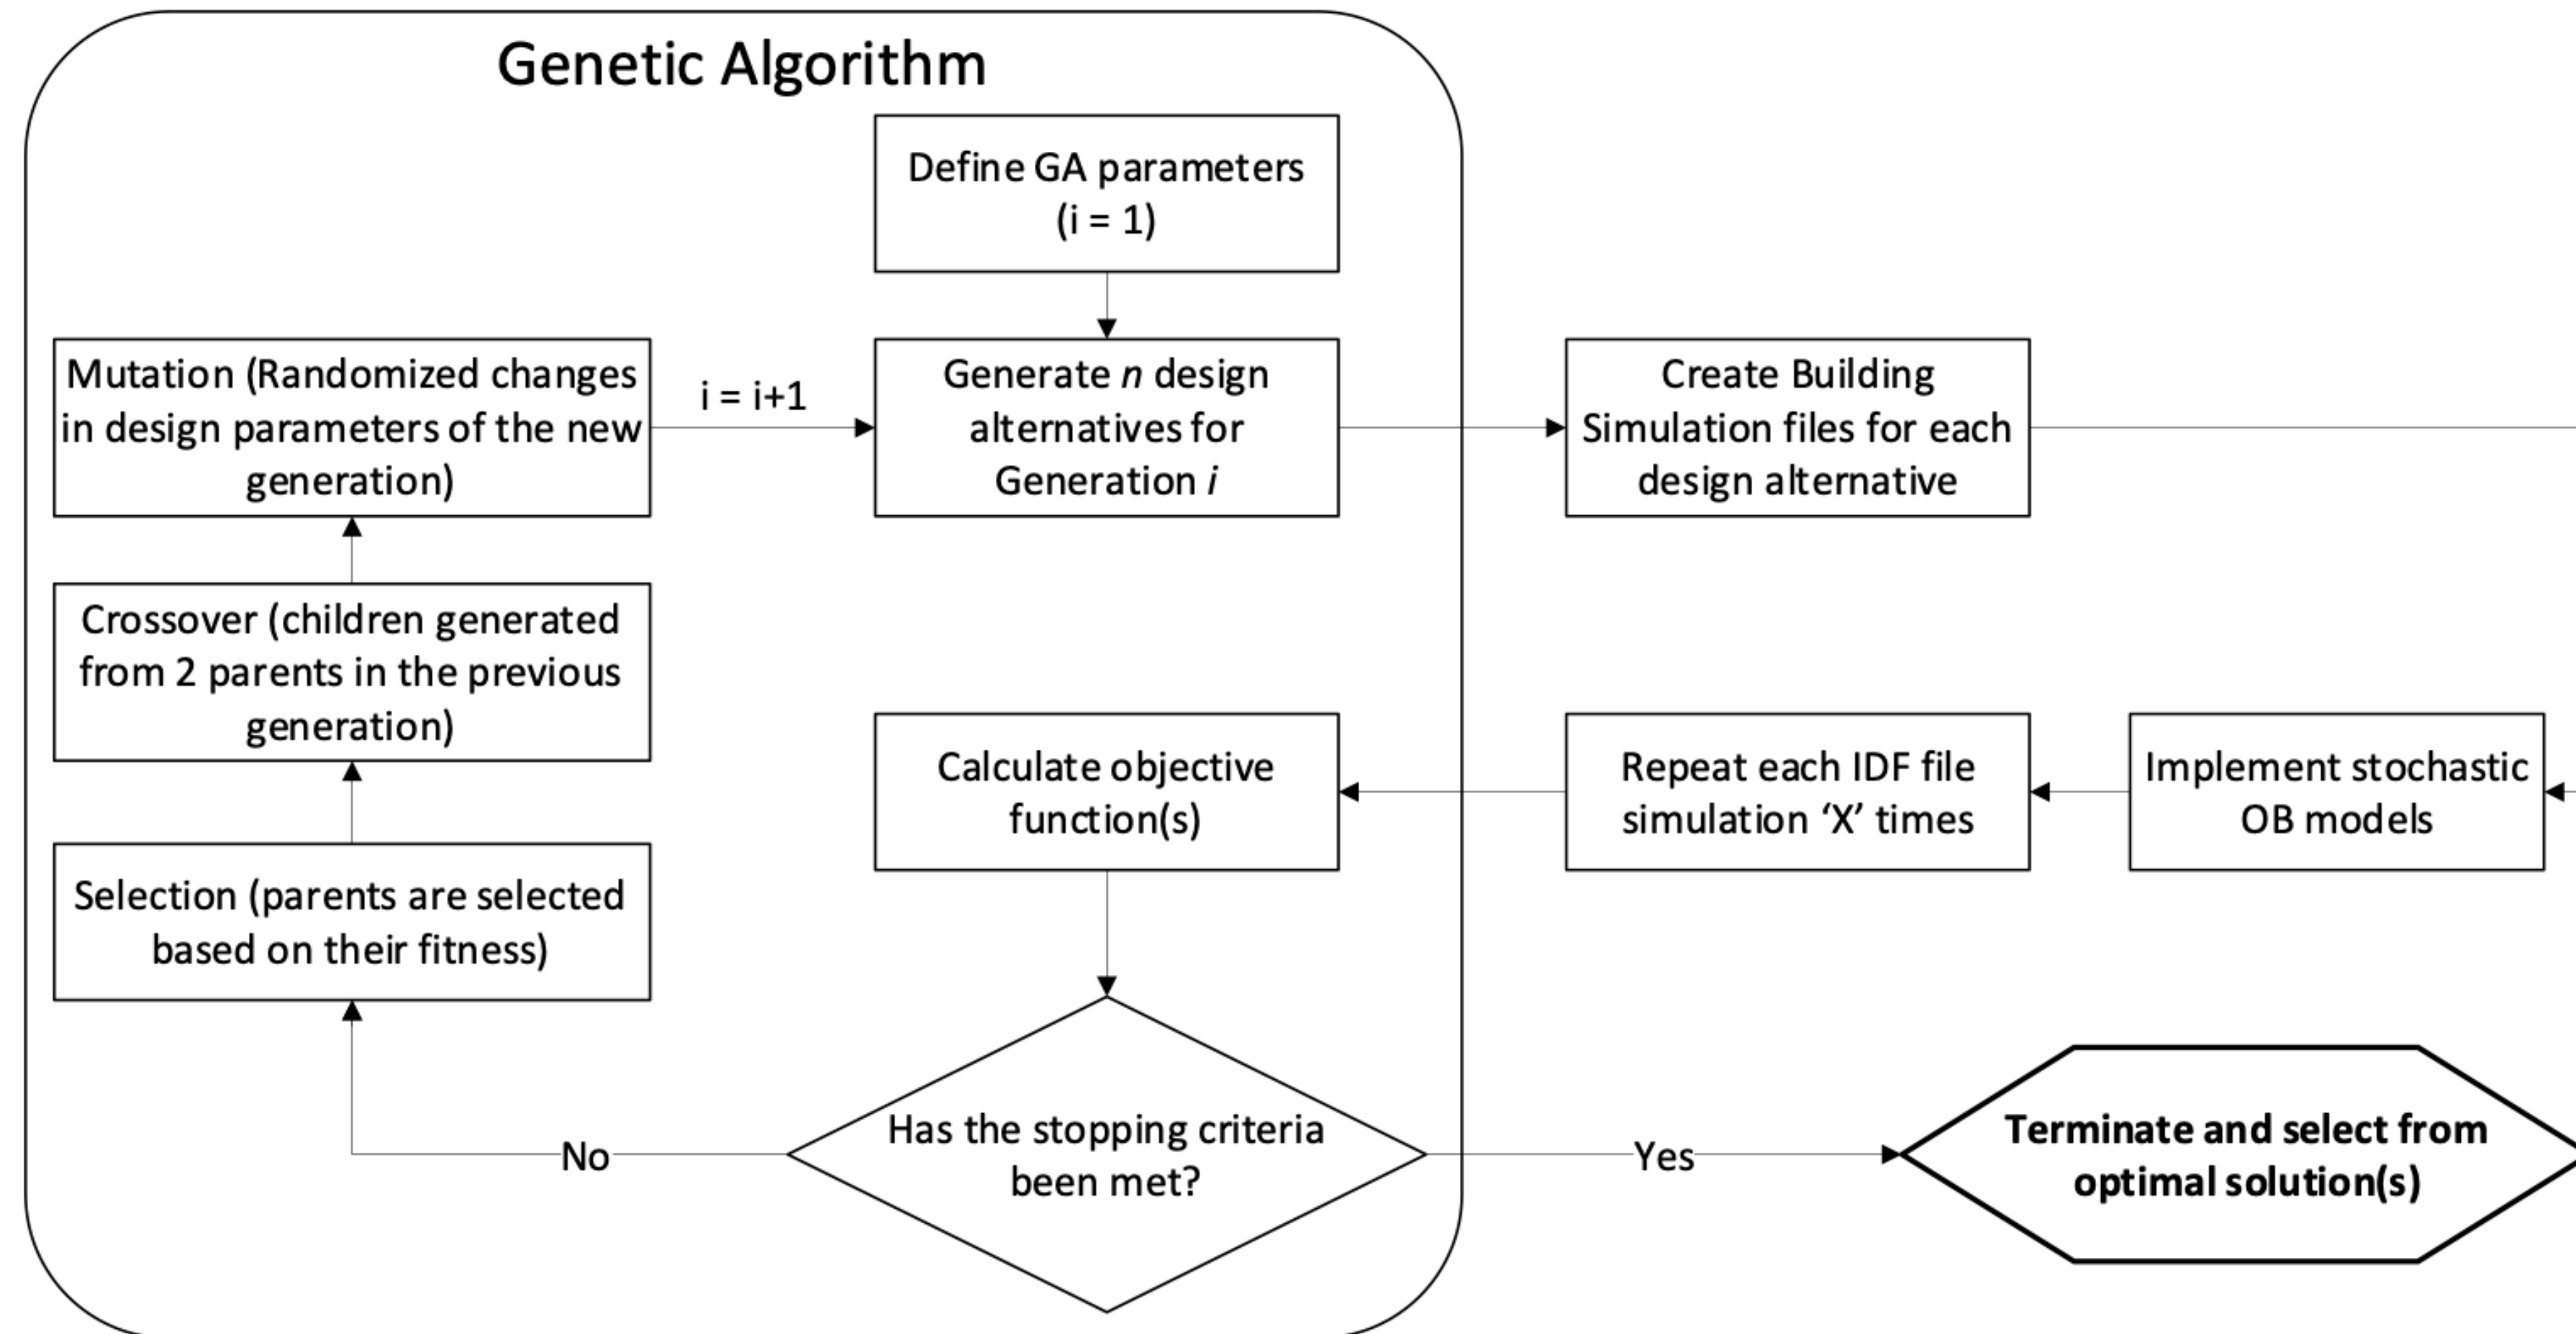 Genetic Algorithm
Define GA parameters
(i = 1)
Mutation (Randomized changes
in design parameters of the new
generation)
i = i+1
Generate n design
alternatives for
Generation i
Create Building
Simulation files for each
design alternative
Crossover (children generated
from 2 parents in the previous
generation)
Calculate objective
function(s)
Repeat each IDF file
simulation ‘X’ times
Implement stochastic
OB models
Selection (parents are selected
based on their fitness)
No
Has the stopping criteria
been met?
Yes
Terminate and select from
optimal solution(s)